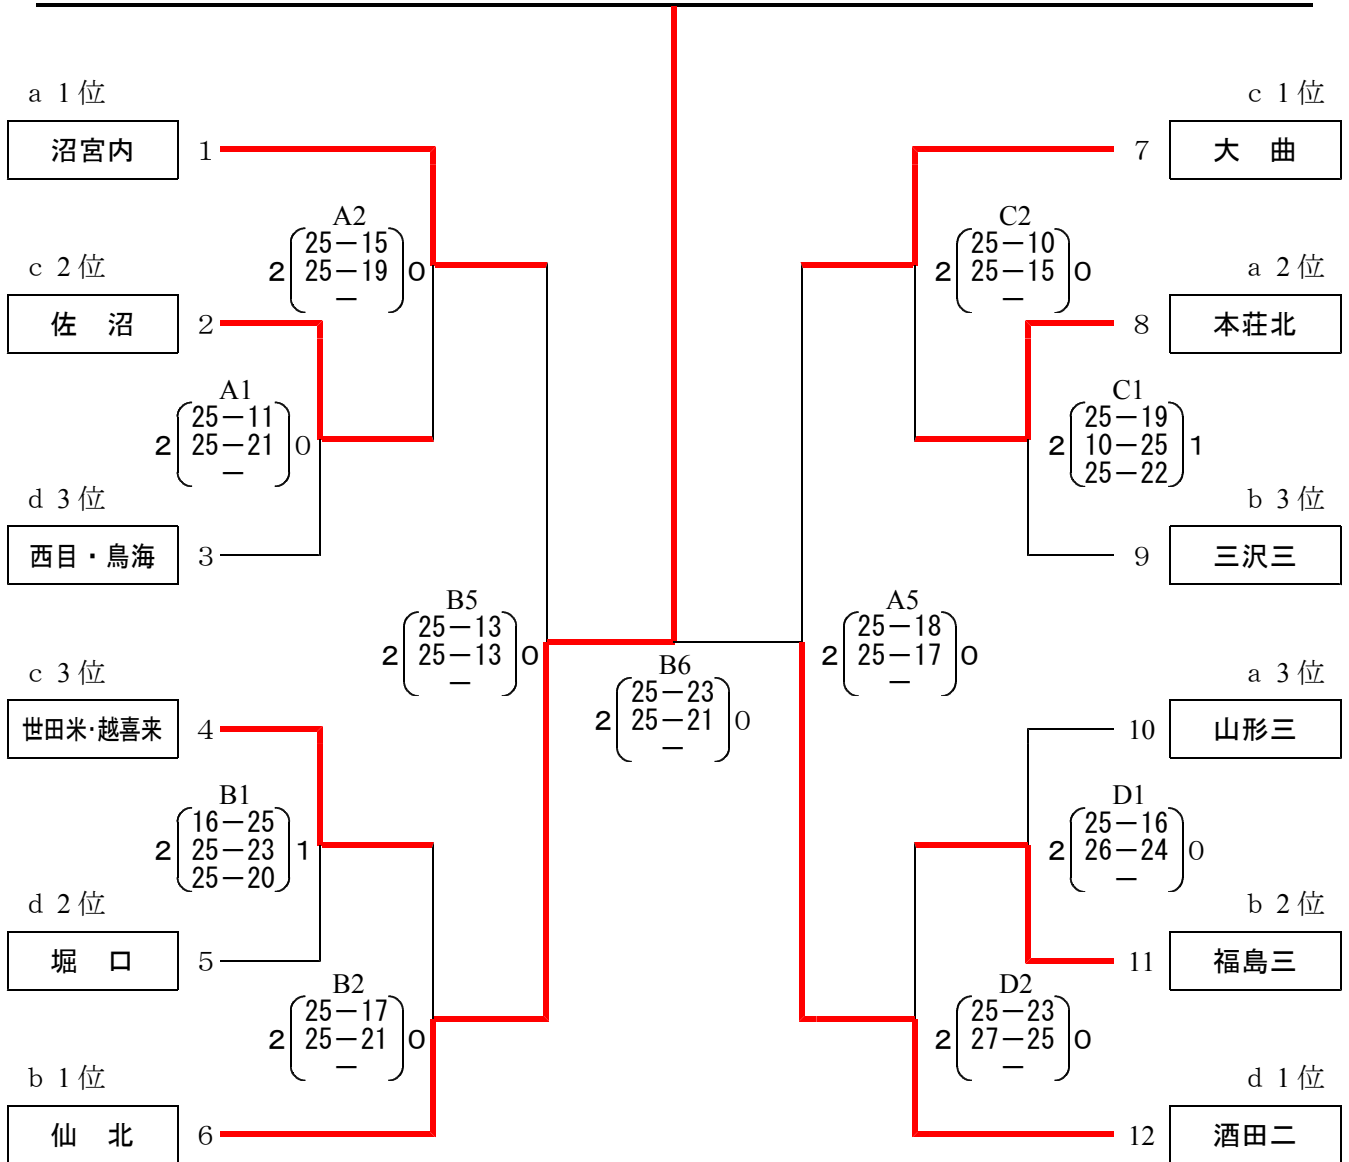 a 1位
沼宮内 1
A2
2 25－15 0
25－19
－
c 2位
佐　沼 2
A1
2 25－11 0
25－21
－
d 3位
西目・鳥海 3
B5
2 25－13 0
25－13
－
c 3位
世田米・越喜来 4
B1
2 16－25 1
25－23
25－20
d 2位
堀　口 5
B2
2 25－17 0
25－21
－
b 1位
仙　北 6
B6
2 25－23 0
25－21
－
c 1位
7 大　曲
C2
2 25－10 0
25－15
－
a 2位
8 本荘北
C1
2 25－19 1
10－25
25－22
b 3位
9 三沢三
A5
2 25－18 0
25－17
－
a 3位
10 山形三
D1
2 25－16 0
26－24
－
b 2位
11 福島三
D2
2 25－23 0
27－25
－
d 1位
12 酒田二